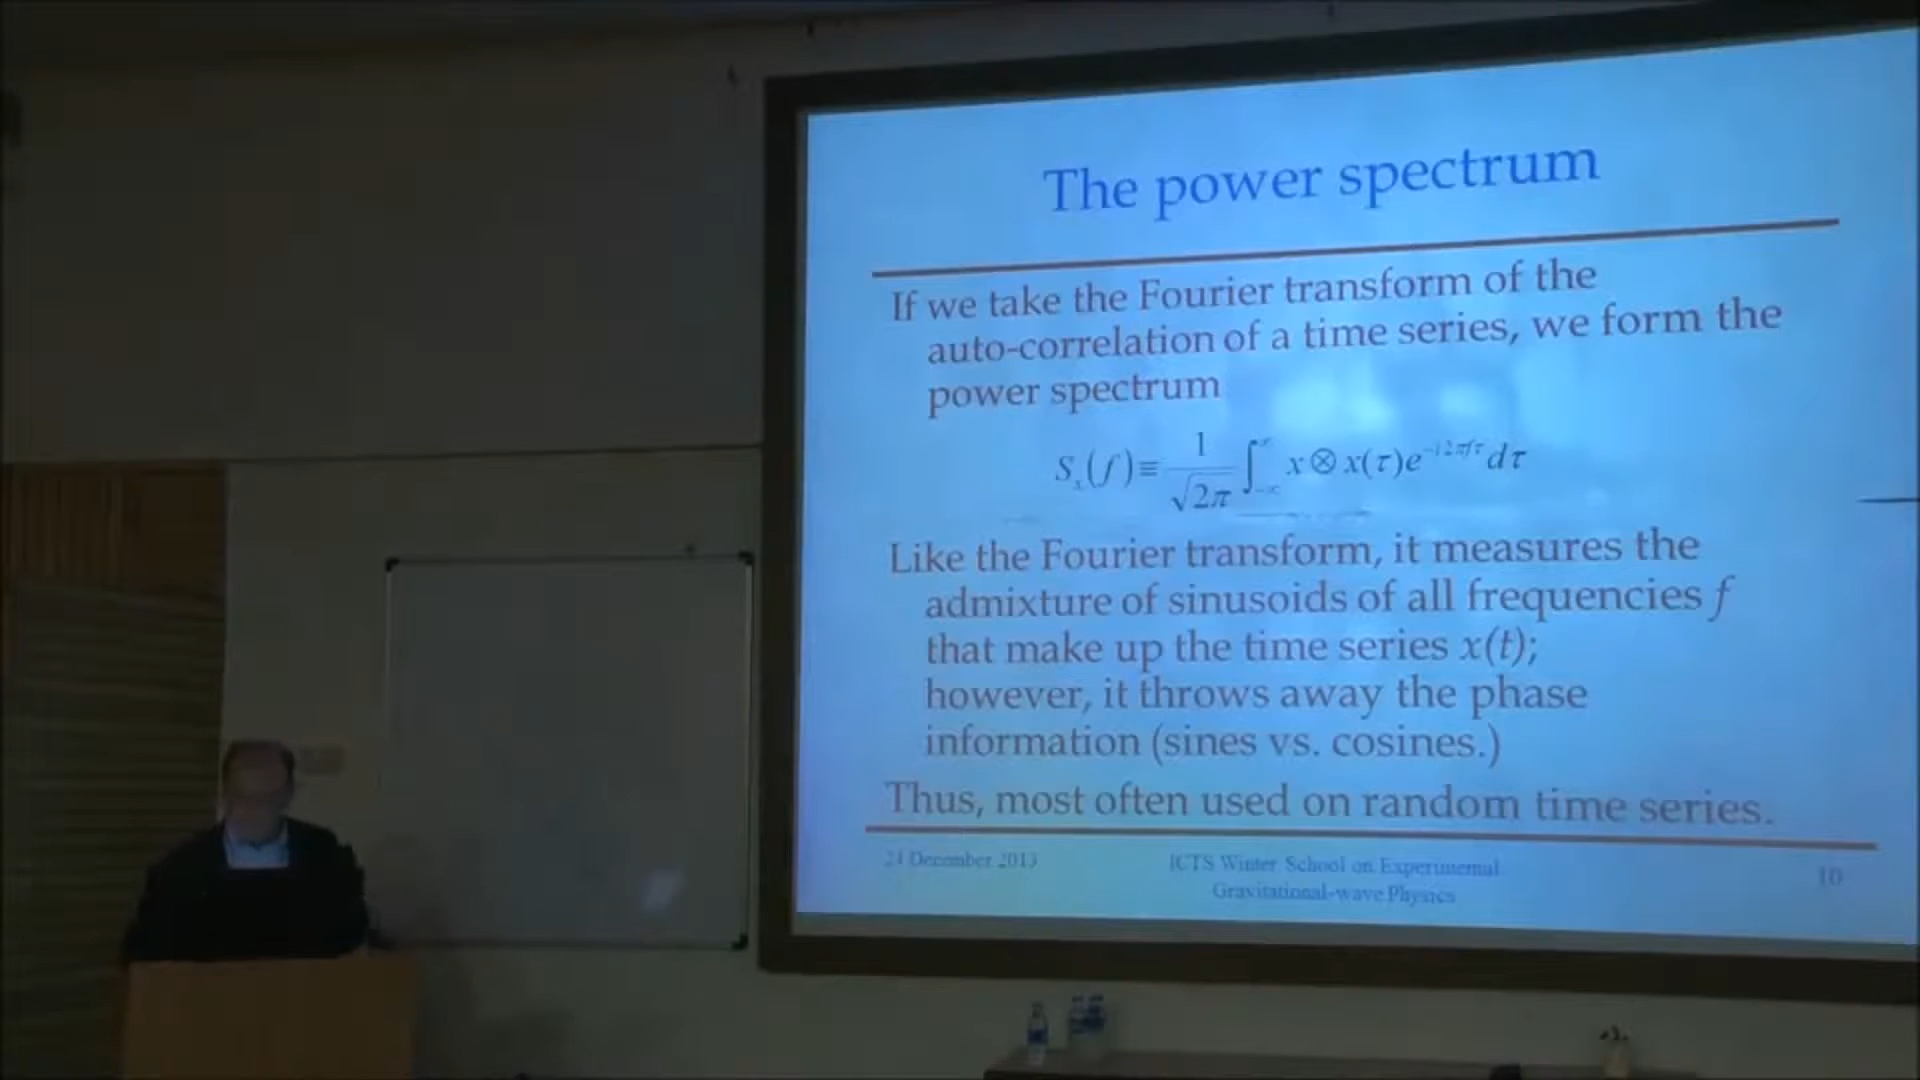 The power spectrum
If we take the Fourier transform of the
auto-correlation of a time series, we form the
power spectrum
S_x(f) ≡ 1/√2π ∫_{-∞}^{∞} x⊗x(τ)e^{-i2πfτ}dτ
Like the Fourier transform, it measures the
admixture of sinusoids of all frequencies f
that make up the time series x(t);
however, it throws away the phase
information (sines vs. cosines.)
Thus, most often used on random time series.
24 December 2013
ICTS Winter School on Experimental
Gravitational-wave Physics
10